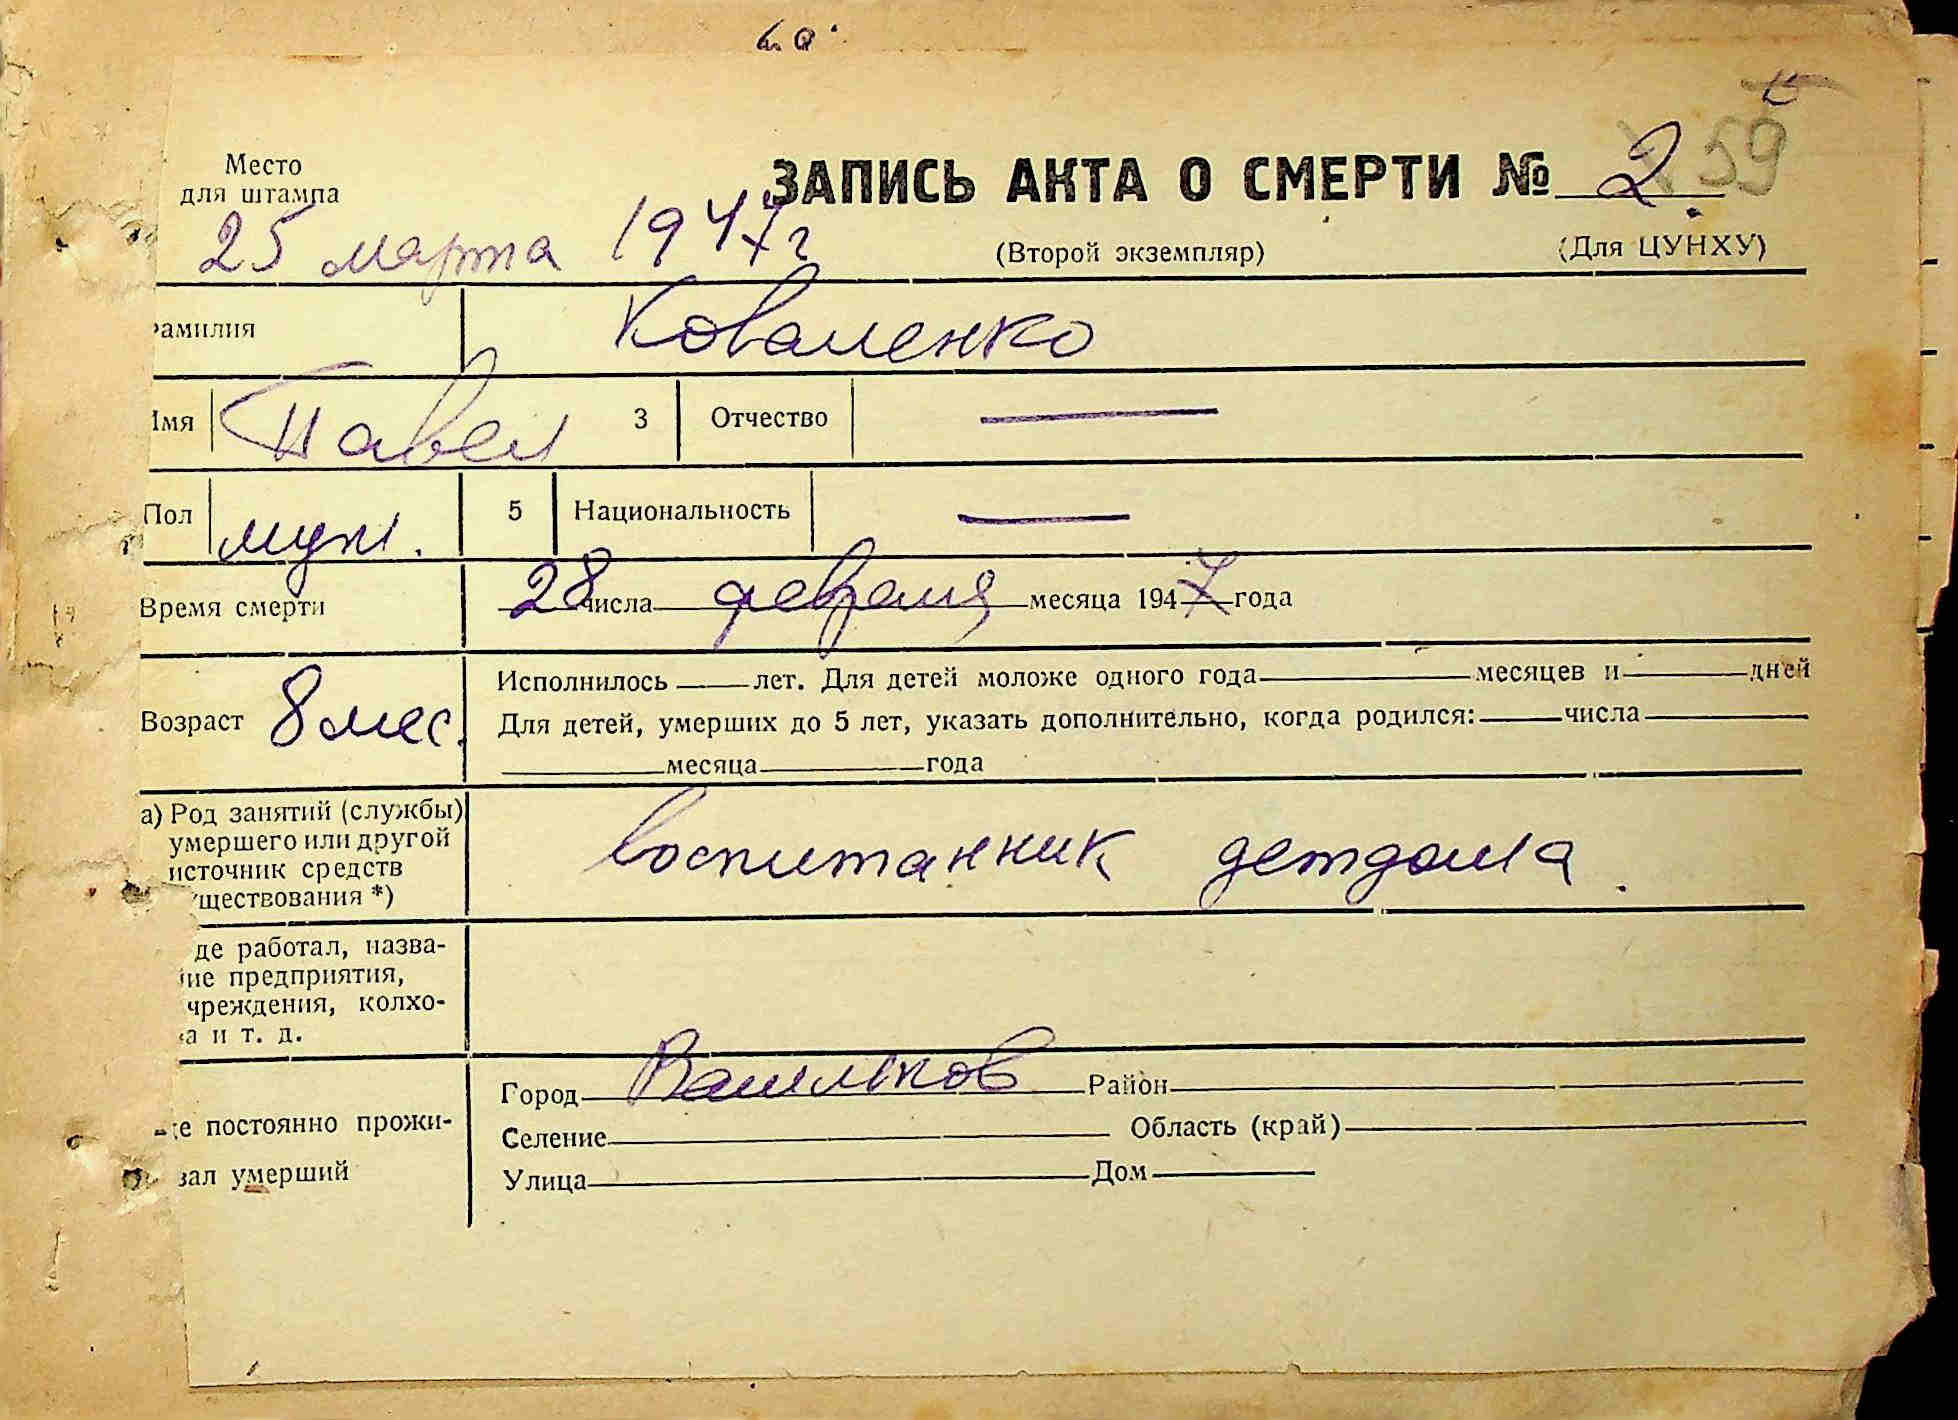 Место
для штампа
ЗАПИСЬ АКТА О СМЕРТИ № 2
59
25 марта 1947 г
(Второй экземпляр)
(Для ЦУНХУ)
амилия Коваленко
Имя Павел 3 Отчество —
Пол муж. 5 Национальность —
Время смерти 28 числа февраля месяца 1947 года
Возраст 8 мес.
Исполнилось лет. Для детей моложе одного года месяцев и дней
Для детей, умерших до 5 лет, указать дополнительно, когда родился: числа
месяца года
а) Род занятий (службы)
умершего или другой
источник средств
уществования *)
воспитанник детдома.
де работал, назва-
ие предприятия,
чреждения, колхо-
а и т. д.
Город Васильков Район
Селение Область (край)
Улица Дом
е постоянно прожи-
вал умерший